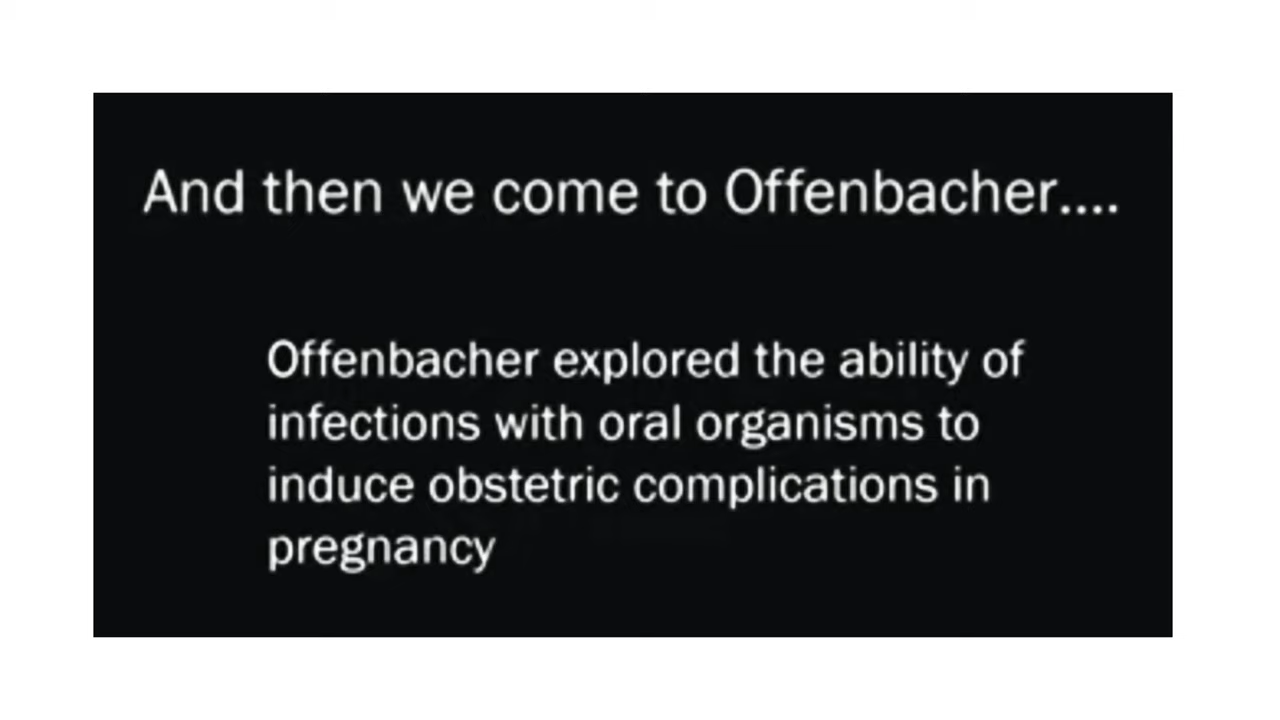 And then we come to Offenbacher....
Offenbacher explored the ability of
infections with oral organisms to
induce obstetric complications in
pregnancy